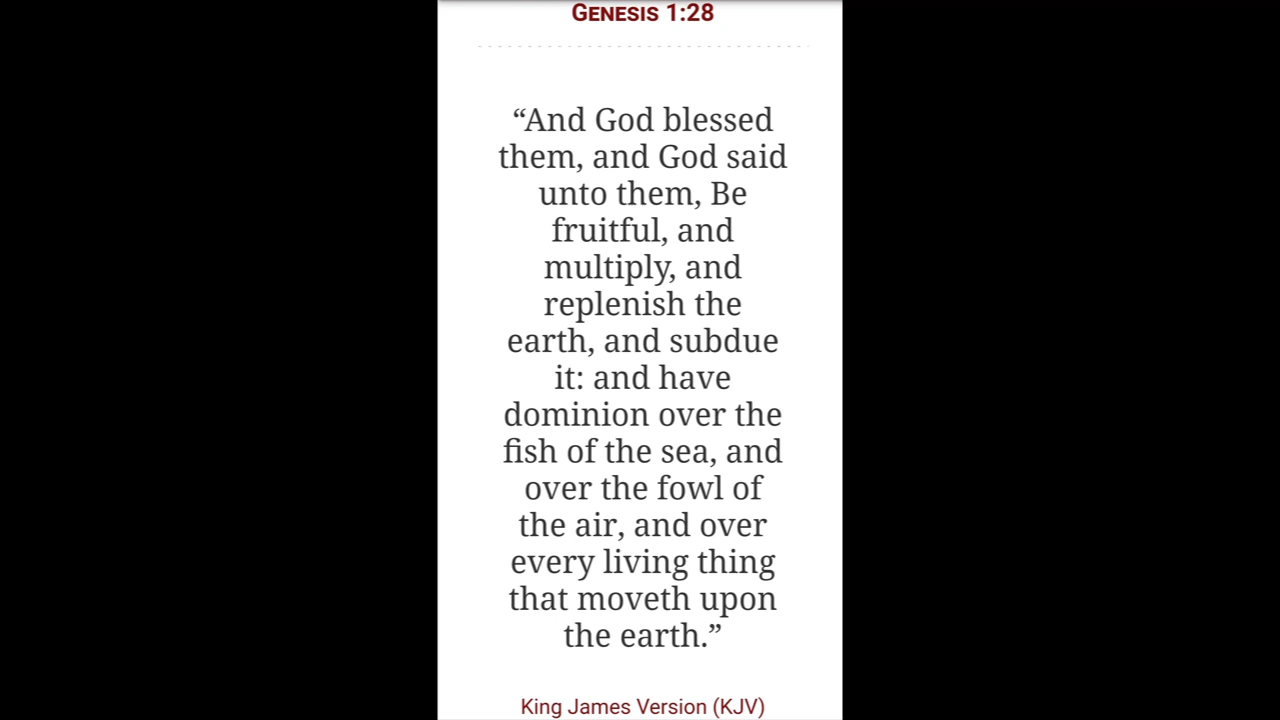 GENESIS 1:28
“And God blessed
them, and God said
unto them, Be
fruitful, and
multiply, and
replenish the
earth, and subdue
it: and have
dominion over the
fish of the sea, and
over the fowl of
the air, and over
every living thing
that moveth upon
the earth.”
King James Version (KJV)